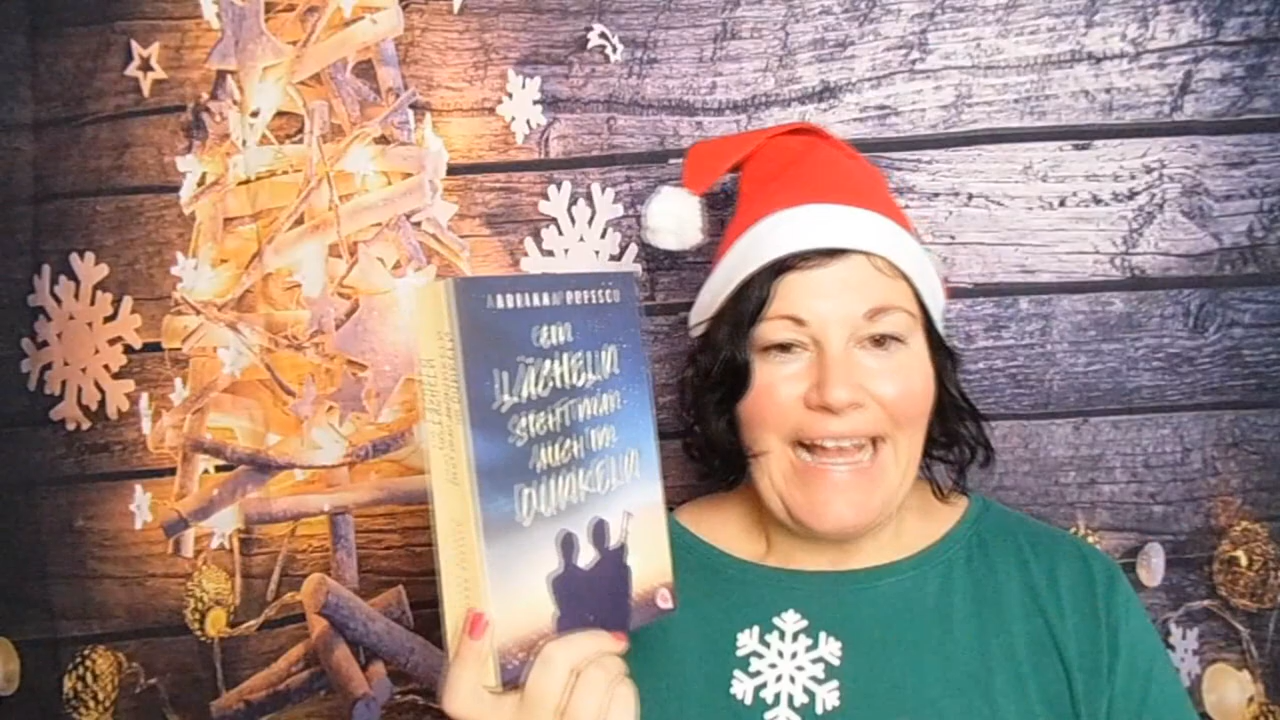 ADRIANA POPESCU
ein
LÄCHELN
SIEHT MAN
AUCH IM
DUNKELN